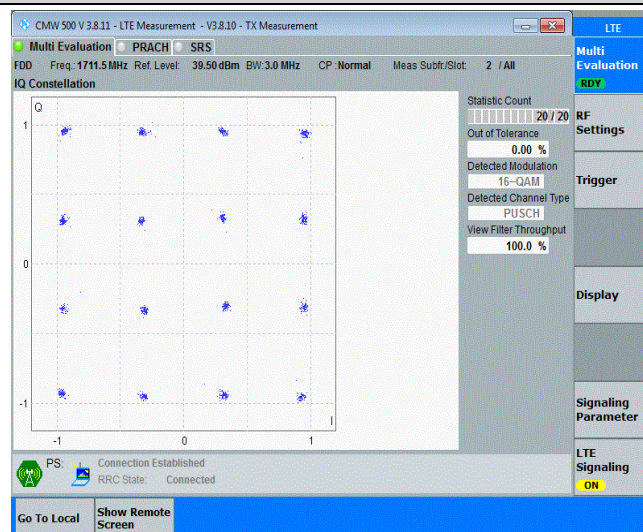 CMW 500 V 3.8.11 - LTE Measurement - V3.8.10 - TX Measurement
LTE
Multi Evaluation PRACH SRS
Multi
Evaluation
RDY
FDD Freq.: 1711.5 MHz Ref. Level: 39.50 dBm BW: 3.0 MHz CP : Normal Meas Subfr./Slot: 2 / All
IQ Constellation
Q
1
0
-1
-1 0 1
I
Statistic Count
20 / 20
Out of Tolerance
0.00 %
Detected Modulation
16-QAM
Detected Channel Type
PUSCH
View Filter Throughput
100.0 %
RF
Settings
Trigger
Display
Signaling
Parameter
LTE
Signaling
ON
PS: Connection Established
RRC State: Connected
Go To Local
Show Remote
Screen